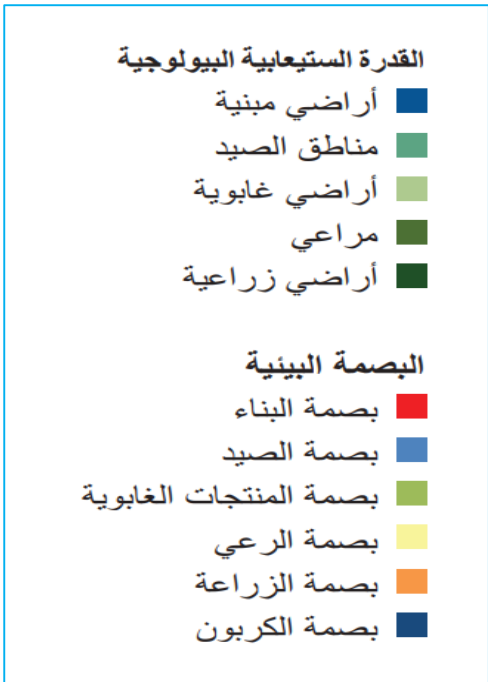 القدرة الستيعابية البيولوجية
أراضي مبنية
مناطق الصيد
أراضي غابوية
مراعي
أراضي زراعية
البصمة البيئية
بصمة البناء
بصمة الصيد
بصمة المنتجات الغابوية
بصمة الرعي
بصمة الزراعة
بصمة الكربون